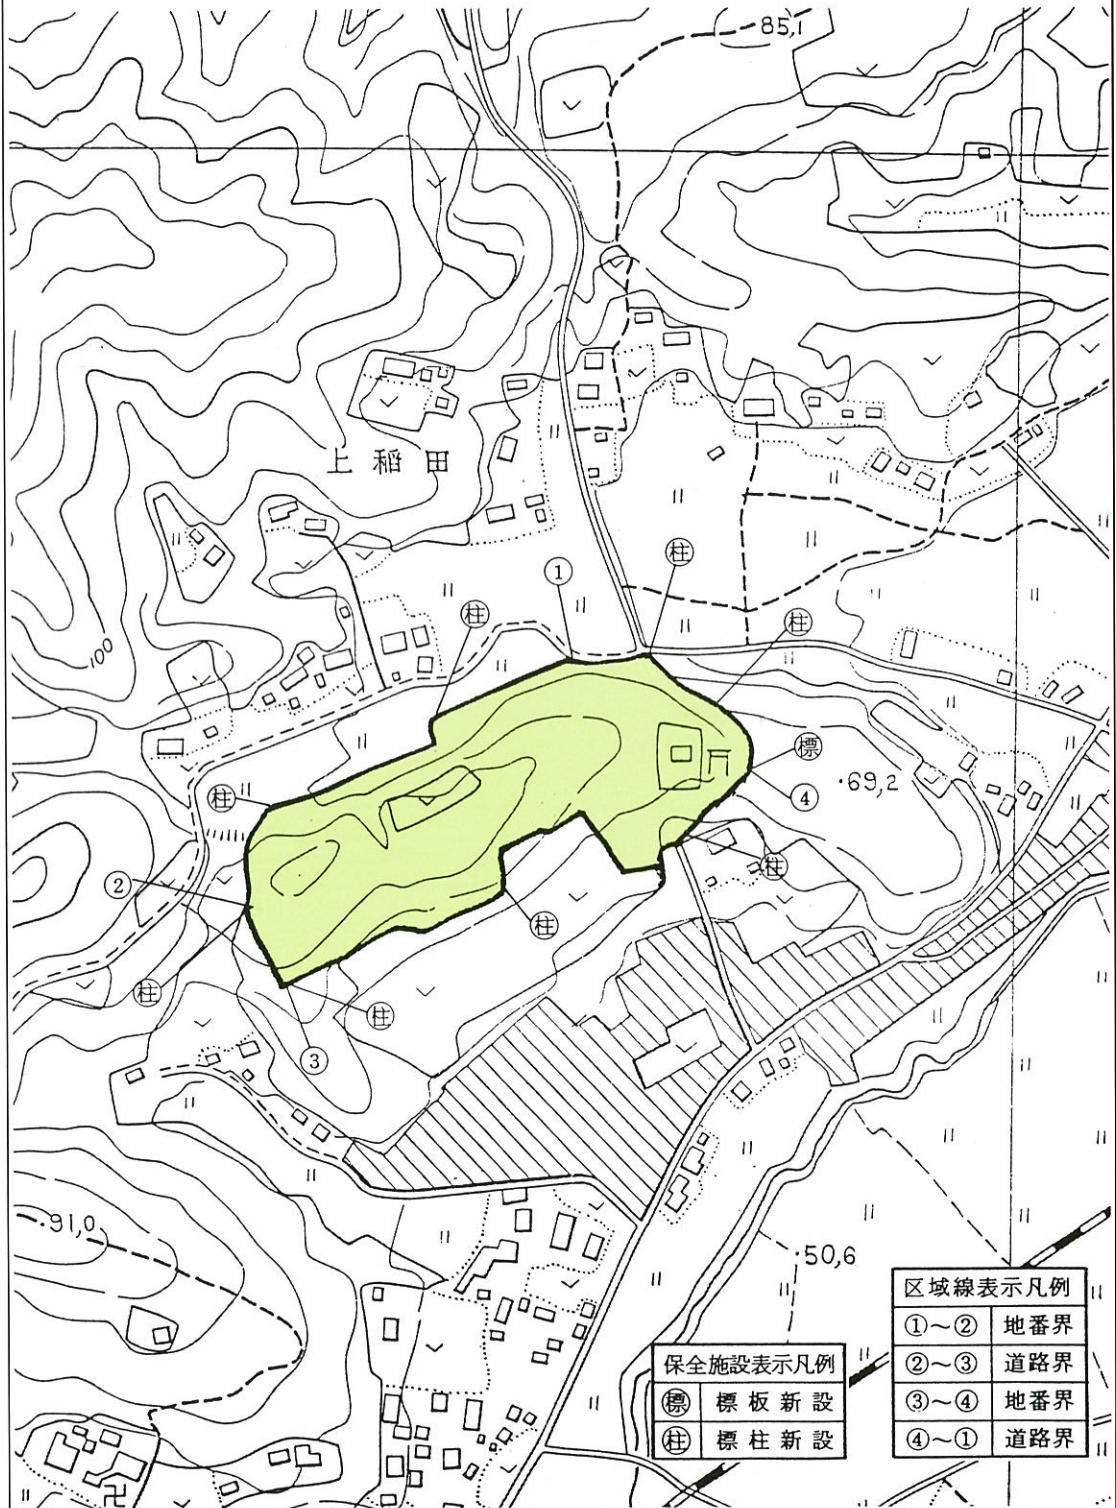 85,1
上稲田
①
柱
柱
柱
100
標
柱
④
・69,2
②
柱
柱
柱
柱
③
・91,0
・50,6
区域線表示凡例
①～② 地番界
②～③ 道路界
③～④ 地番界
④～① 道路界
保全施設表示凡例
標 標板新設
柱 標柱新設